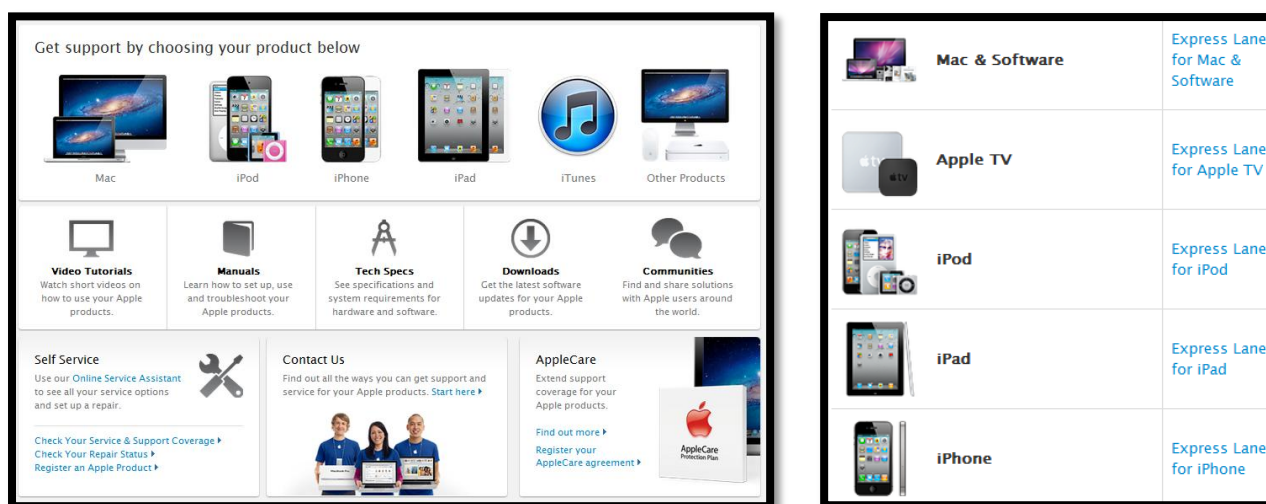 Get support by choosing your product below
Mac
iPod
iPhone
iPad
iTunes
Other Products
Video Tutorials
Watch short videos on
how to use your Apple
products.
Manuals
Learn how to set up, use
and troubleshoot your
Apple products.
Tech Specs
See specifications and
system requirements for
hardware and software.
Downloads
Get the latest software
updates for your Apple
products.
Communities
Find and share solutions
with Apple users around
the world.
Self Service
Use our Online Service Assistant
to see all your service options
and set up a repair.
Check Your Service & Support Coverage
Check Your Repair Status
Register an Apple Product
Contact Us
Find out all the ways you can get support and
service for your Apple products. Start here
AppleCare
Extend support
coverage for your
Apple products.
Find out more
Register your
AppleCare agreement
AppleCare
Protection Plan
Mac & Software
Express Lane
for Mac &
Software
tv
tv
Apple TV
Express Lane
for Apple TV
iPod
Express Lane
for iPod
iPad
Express Lane
for iPad
iPhone
Express Lane
for iPhone